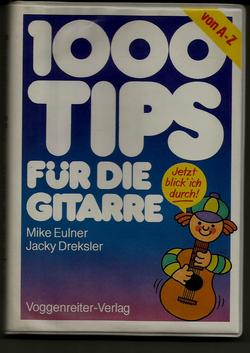 von A-Z
1000
TIPS
FÜR DIE
GITARRE
Jetzt
blick' ich
durch!
Mike Eulner
Jacky Dreksler
Voggenreiter-Verlag